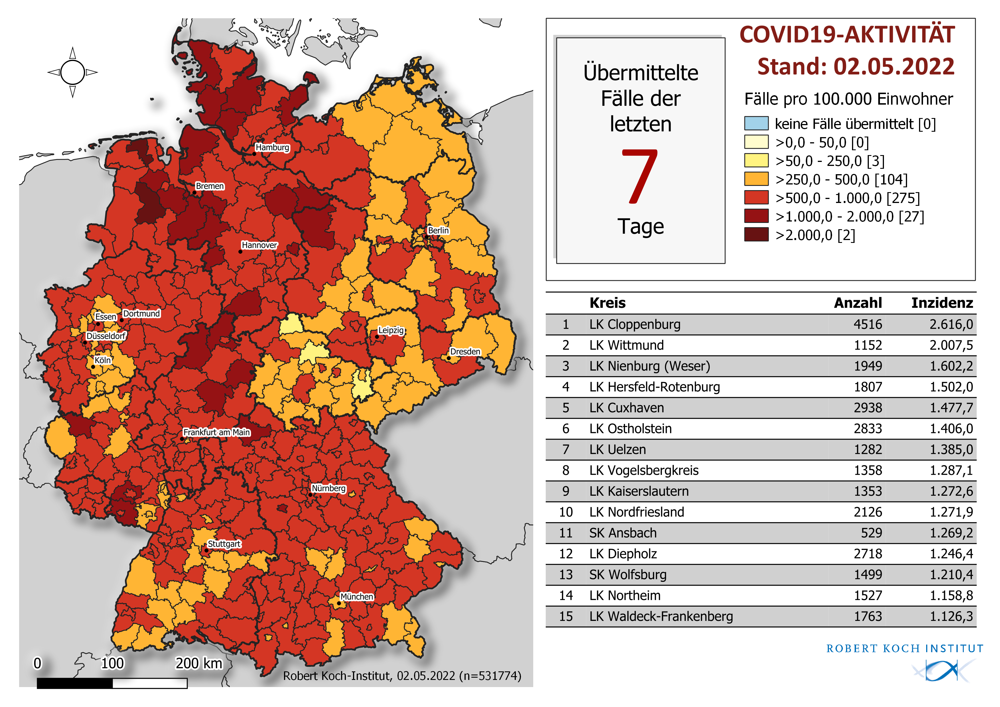 COVID19-AKTIVITÄT
Stand: 02.05.2022
Übermittelte
Fälle der
letzten
7
Tage
Fälle pro 100.000 Einwohner
keine Fälle übermittelt [0]
>0,0 - 50,0 [0]
>50,0 - 250,0 [3]
>250,0 - 500,0 [104]
>500,0 - 1.000,0 [275]
>1.000,0 - 2.000,0 [27]
>2.000,0 [2]
Hamburg
Bremen
Berlin
Hannover
Essen
Dortmund
Düsseldorf
Leipzig
Dresden
Köln
Frankfurt am Main
Nürnberg
Stuttgart
München
0 100 200 km
Robert Koch-Institut, 02.05.2022 (n=531774)
Kreis Anzahl Inzidenz
1 LK Cloppenburg 4516 2.616,0
2 LK Wittmund 1152 2.007,5
3 LK Nienburg (Weser) 1949 1.602,2
4 LK Hersfeld-Rotenburg 1807 1.502,0
5 LK Cuxhaven 2938 1.477,7
6 LK Ostholstein 2833 1.406,0
7 LK Uelzen 1282 1.385,0
8 LK Vogelsbergkreis 1358 1.287,1
9 LK Kaiserslautern 1353 1.272,6
10 LK Nordfriesland 2126 1.271,9
11 SK Ansbach 529 1.269,2
12 LK Diepholz 2718 1.246,4
13 SK Wolfsburg 1499 1.210,4
14 LK Northeim 1527 1.158,8
15 LK Waldeck-Frankenberg 1763 1.126,3
ROBERT KOCH INSTITUT